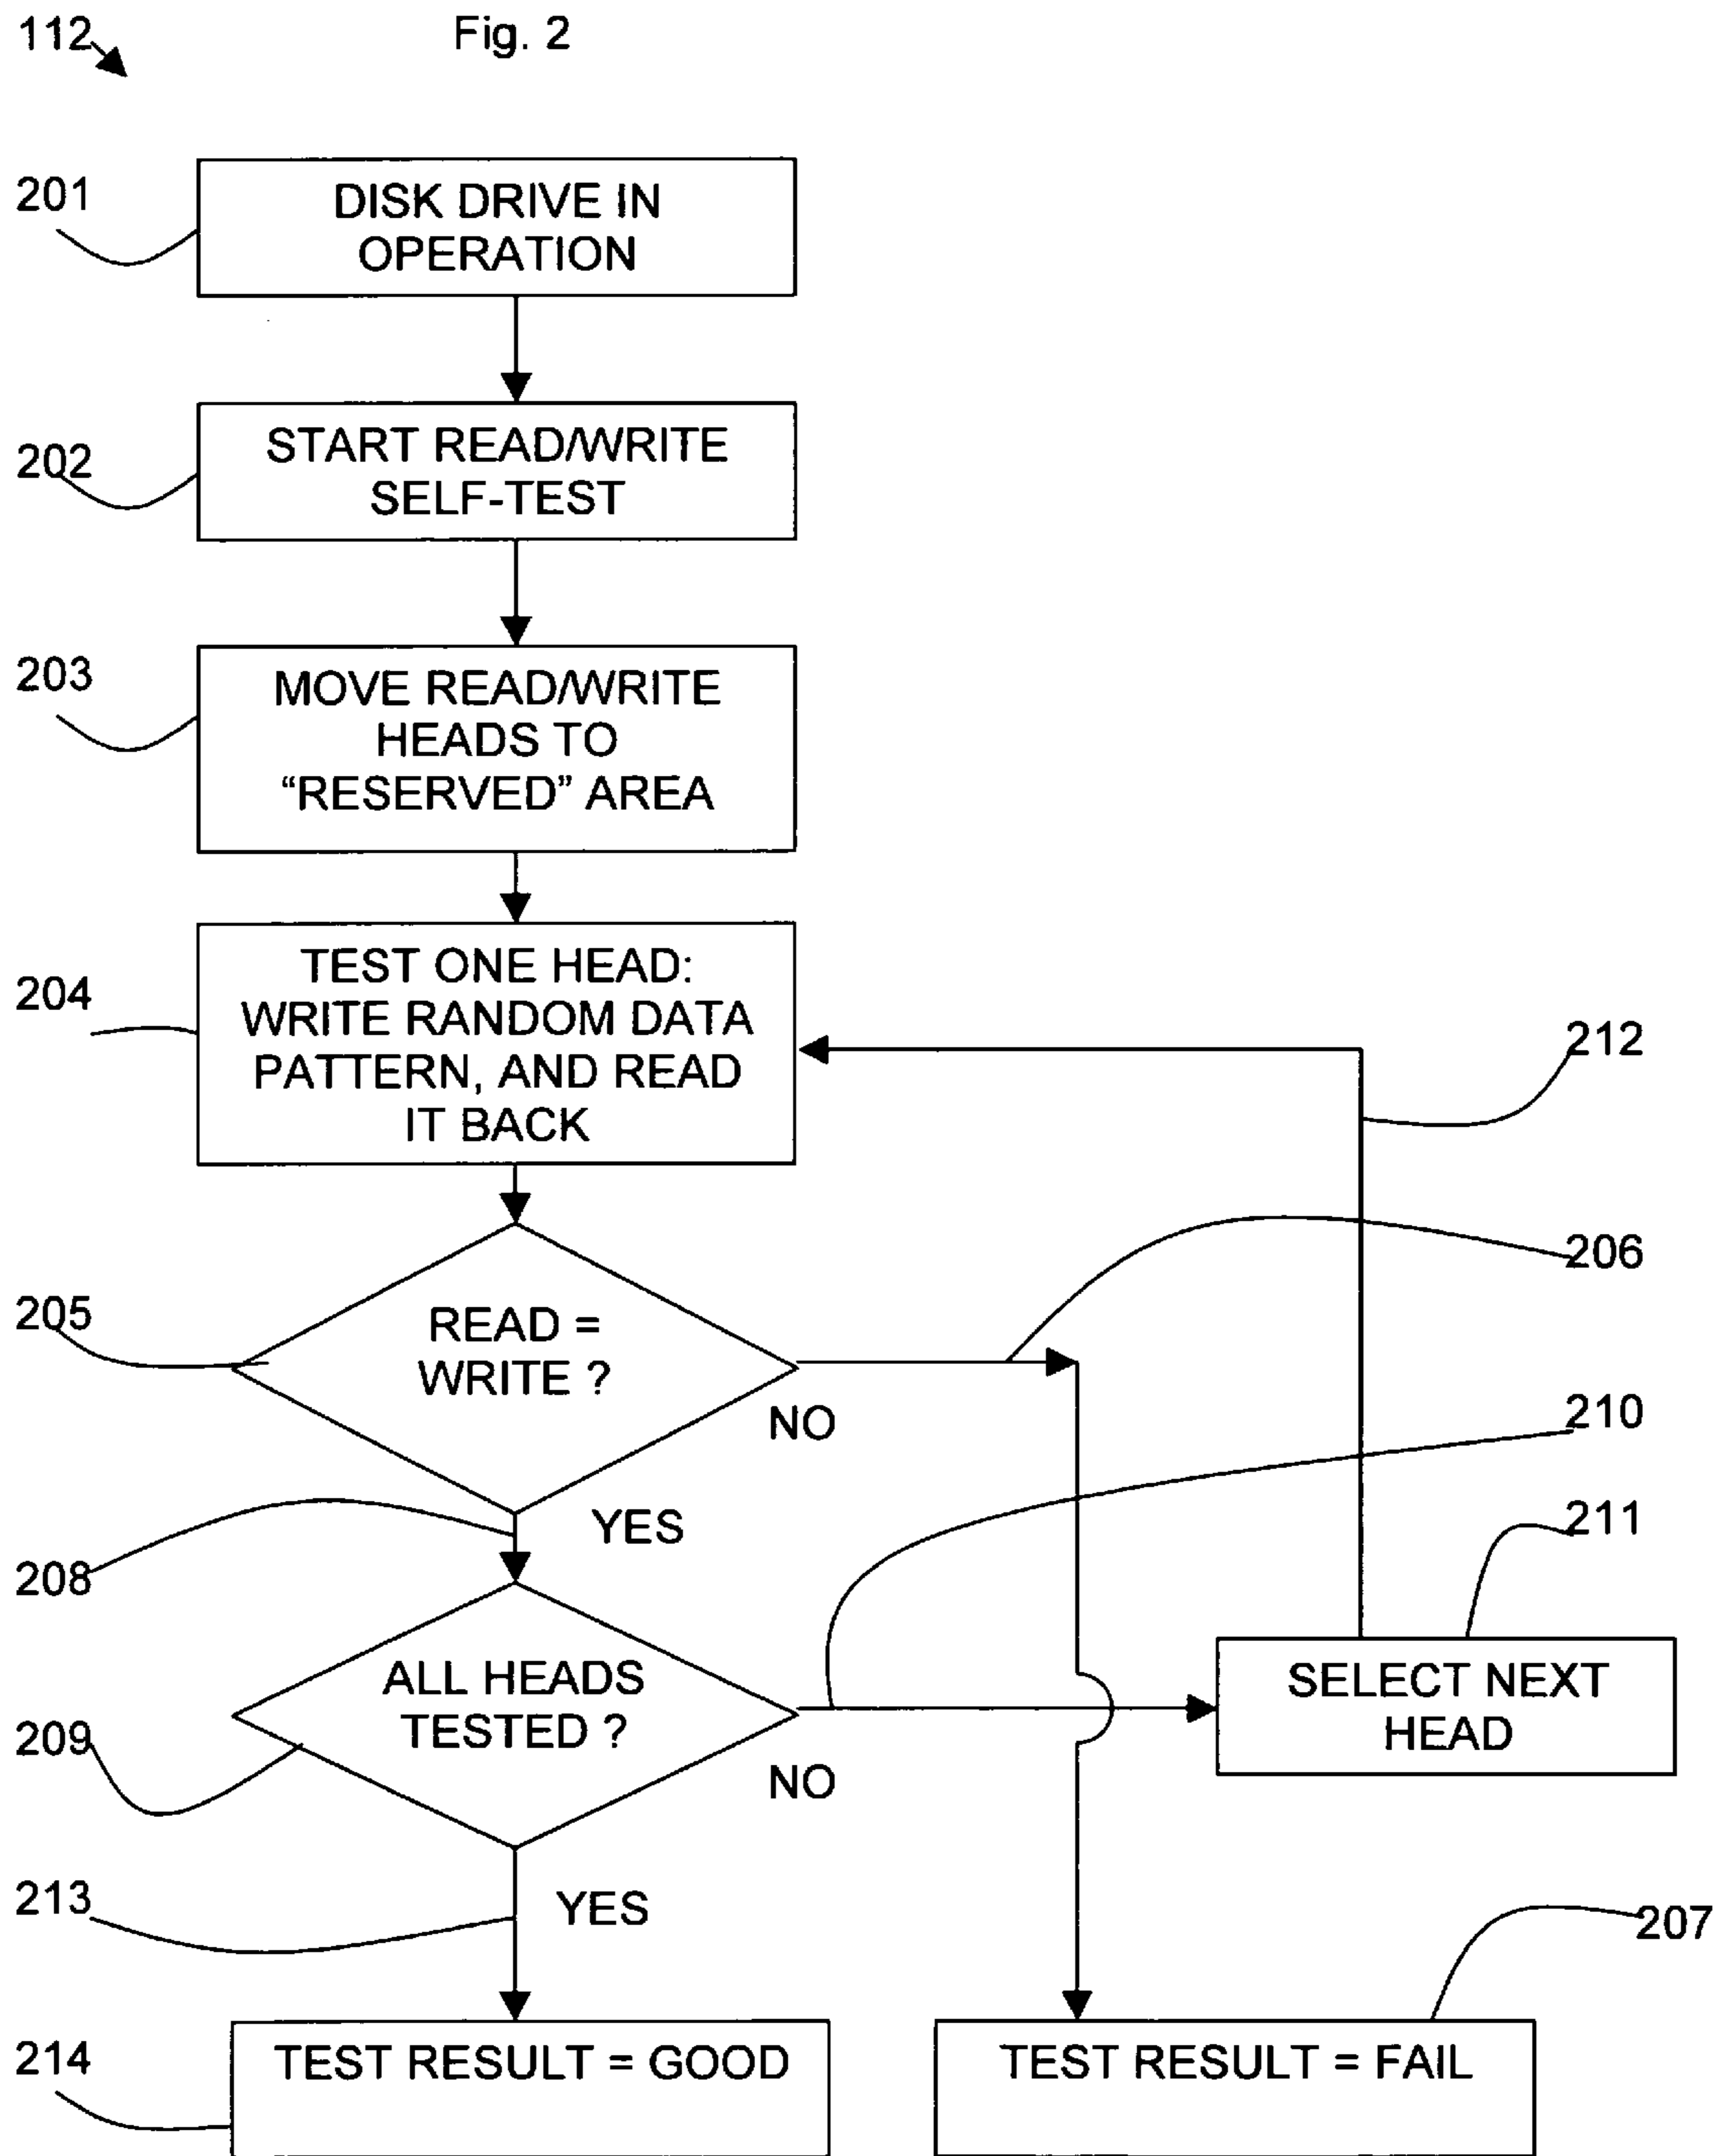 112
Fig. 2
201
DISK DRIVE IN
OPERATION
202
START READ/WRITE
SELF-TEST
203
MOVE READ/WRITE
HEADS TO
“RESERVED” AREA
204
TEST ONE HEAD:
WRITE RANDOM DATA
PATTERN, AND READ
IT BACK
212
205
READ =
WRITE ?
206
NO
210
YES
208
211
ALL HEADS
TESTED ?
209
NO
SELECT NEXT
HEAD
213
YES
207
214
TEST RESULT = GOOD
TEST RESULT = FAIL